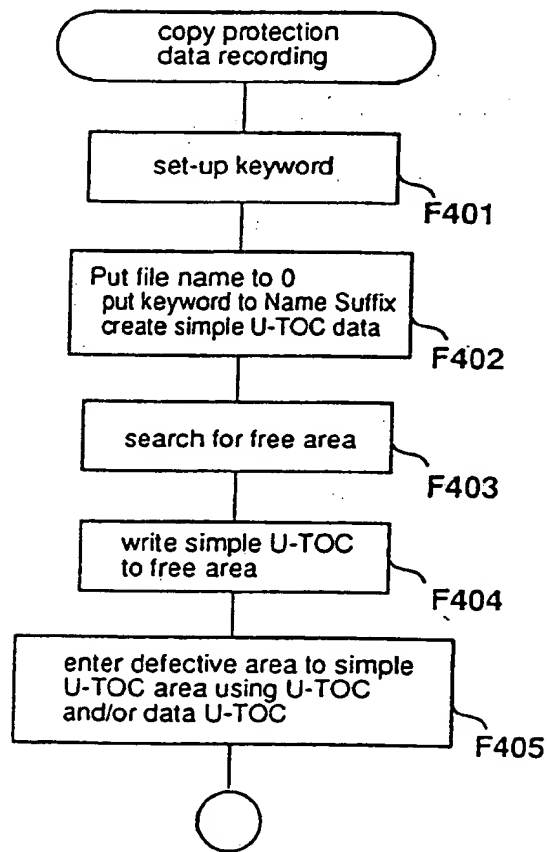 copy protection
data recording
set-up keyword
F401
Put file name to 0
put keyword to Name Suffix
create simple U-TOC data
F402
search for free area
F403
write simple U-TOC
to free area
F404
enter defective area to simple
U-TOC area using U-TOC
and/or data U-TOC
F405